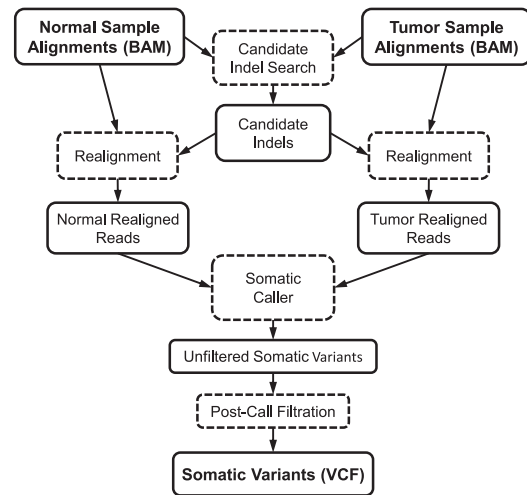 Normal Sample
Alignments (BAM)
Candidate
Indel Search
Tumor Sample
Alignments (BAM)
Candidate
Indels
Realignment
Realignment
Normal Realigned
Reads
Tumor Realigned
Reads
Somatic
Caller
Unfiltered Somatic Variants
Post-Call Filtration
Somatic Variants (VCF)